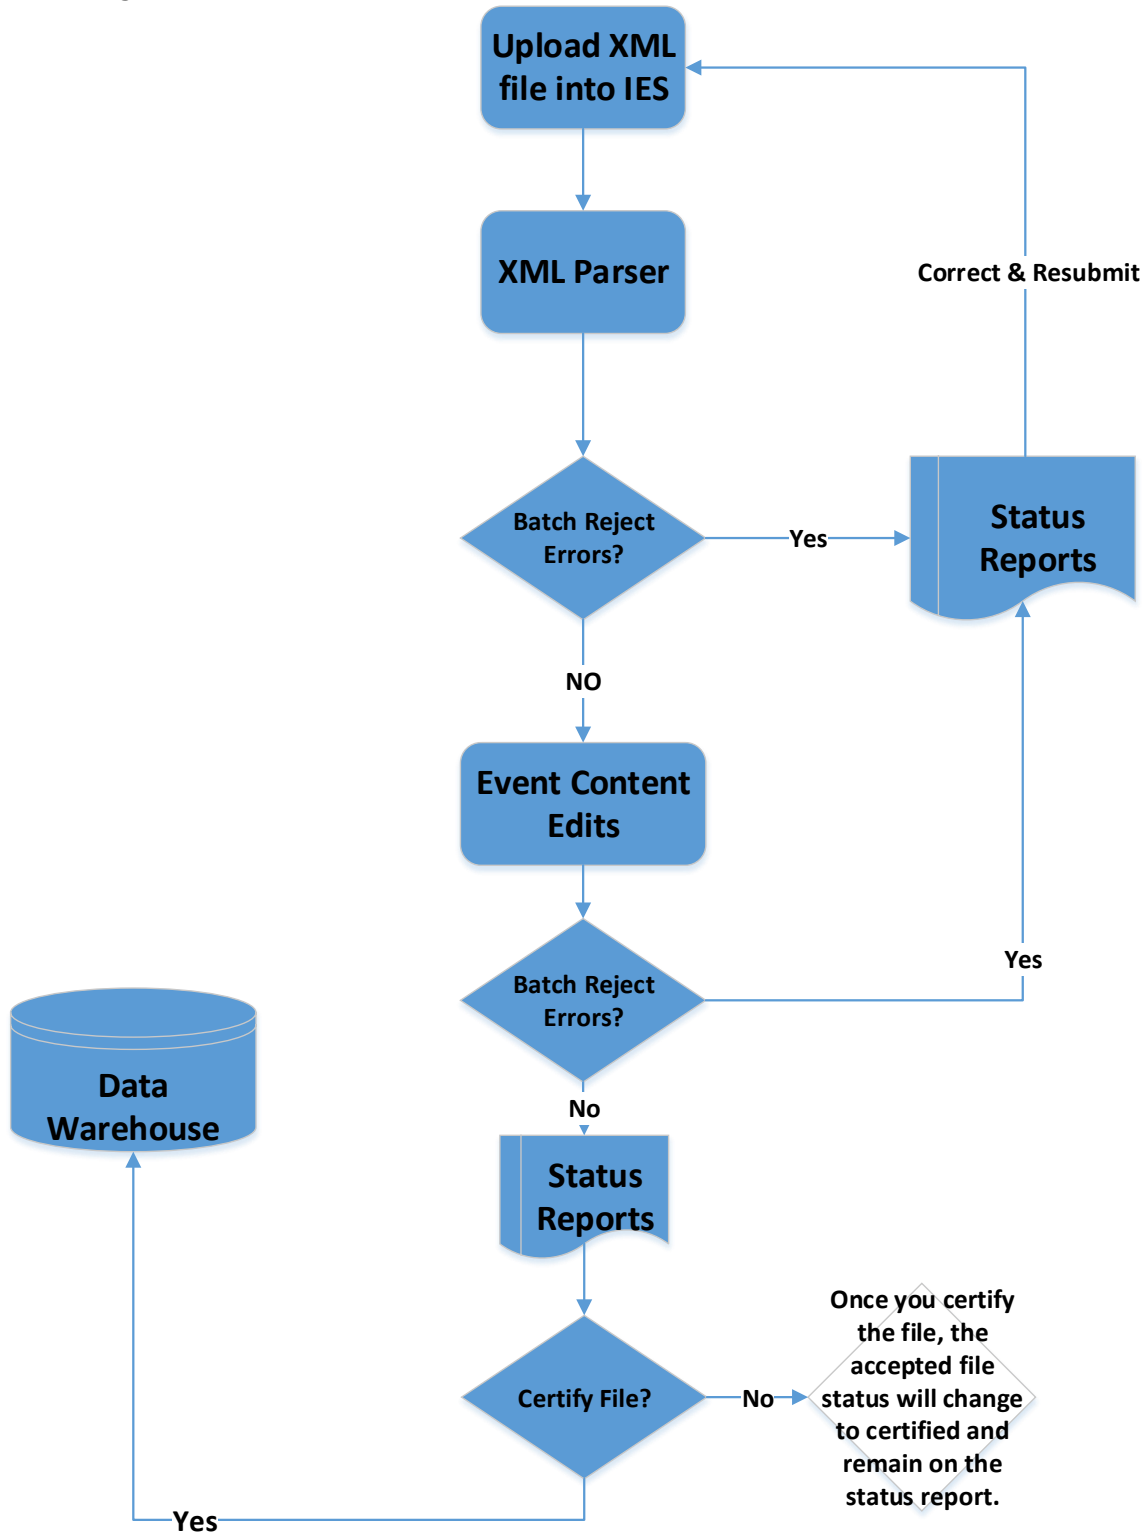 Upload XML
file into IES
XML Parser
Correct & Resubmit
Batch Reject
Errors?
Yes
Status
Reports
NO
Event Content
Edits
Batch Reject
Errors?
Yes
Data
Warehouse
No
Status
Reports
Certify File?
No
Once you certify
the file, the
accepted file
status will change
to certified and
remain on the
status report.
Yes